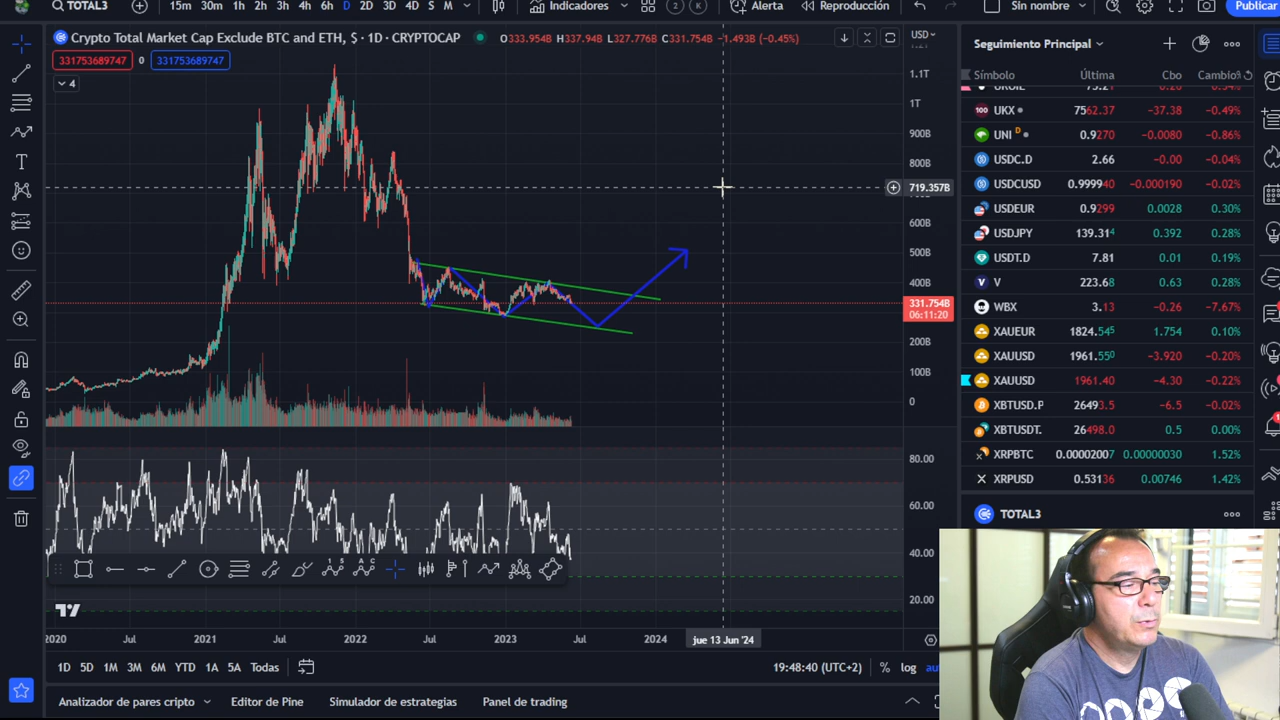 TOTAL3
15m 30m 1h 2h 3h 4h 6h D 2D 3D 4D S M
Indicadores
Alerta
Reproducción
Sin nombre
Publicar
Crypto Total Market Cap Exclude BTC and ETH, $ · 1D · CRYPTOCAP
O333.954B H337.94B L327.776B C331.754B −1.493B (−0.45%)
USD
331753689747 0 331753689747
4
1.1T
1T
900B
800B
719.357B
600B
500B
400B
331.754B
06:11:20
200B
100B
0
80.00
60.00
40.00
20.00
2020 Jul 2021 Jul 2022 Jul 2023 Jul 2024
jue 13 Jun '24
1D 5D 1M 3M 6M YTD 1A 5A Todas
19:48:40 (UTC+2)
% log
Analizador de pares cripto
Editor de Pine
Simulador de estrategias
Panel de trading
Seguimiento Principal
Símbolo Última Cbo Cambio%
UKX 7562.37 −37.38 −0.49%
UNI D 0.9270 −0.0080 −0.86%
USDC.D 2.66 −0.00 −0.04%
USDCUSD 0.999940 −0.000190 −0.02%
USDEUR 0.9299 0.0028 0.30%
USDJPY 139.314 0.392 0.28%
USDT.D 7.81 0.01 0.19%
V 223.68 0.63 0.28%
WBX 3.13 −0.26 −7.67%
XAUEUR 1824.545 1.754 0.10%
XAUUSD 1961.550 −3.920 −0.20%
XAUUSD 1961.40 −4.30 −0.22%
XBTUSD.P 26493.5 −6.5 −0.02%
XBTUSDT. 26498.0 0.5 0.00%
XRPBTC 0.00002007 0.00000030 1.52%
XRPUSD 0.53136 0.00746 1.42%
TOTAL3